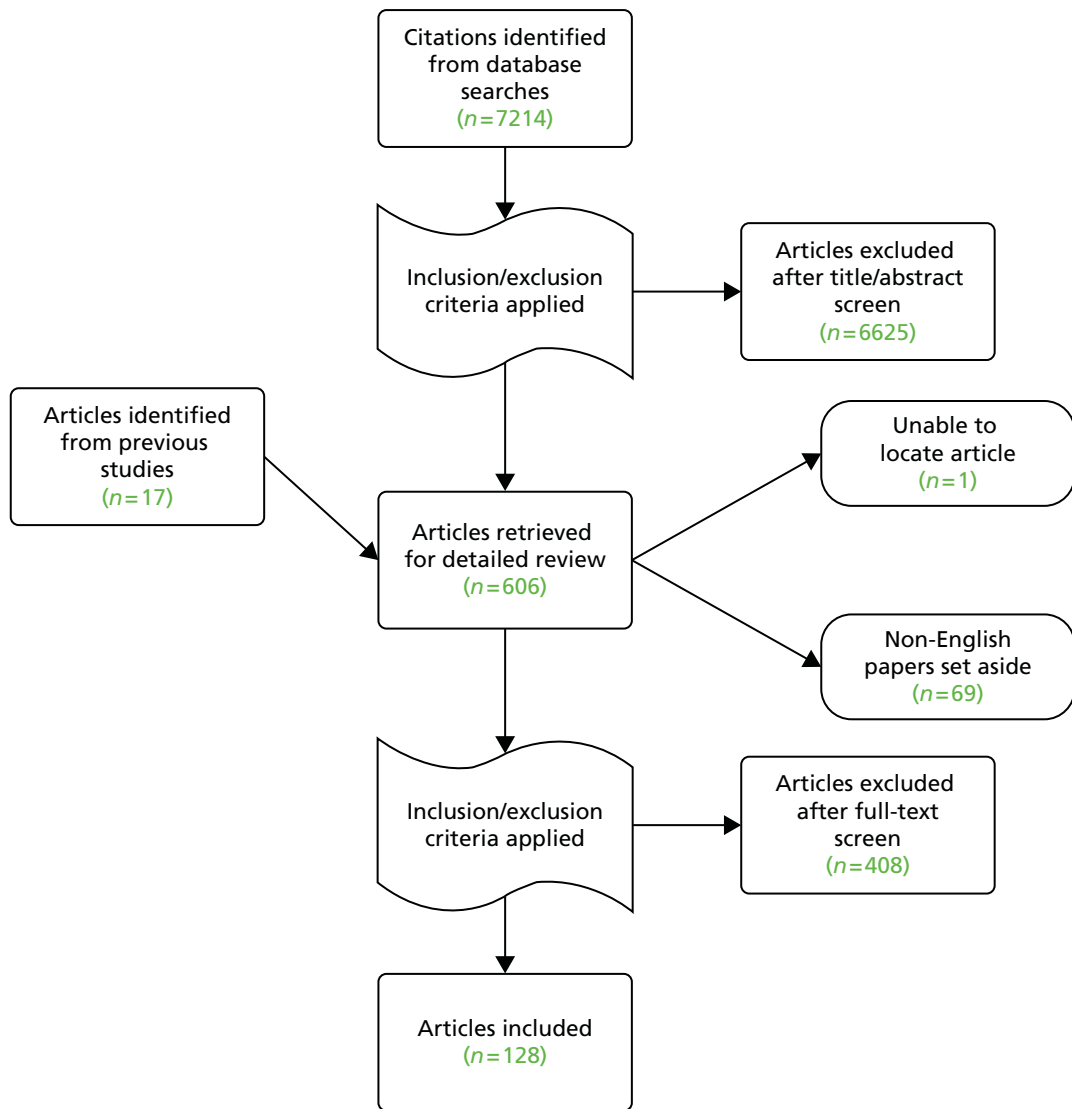 Citations identified
from database
searches
(n=7214)
Inclusion/exclusion
criteria applied
Articles excluded
after title/abstract
screen
(n=6625)
Articles identified
from previous
studies
(n=17)
Articles retrieved
for detailed review
(n=606)
Unable to
locate article
(n=1)
Non-English
papers set aside
(n=69)
Inclusion/exclusion
criteria applied
Articles excluded
after full-text
screen
(n=408)
Articles included
(n=128)